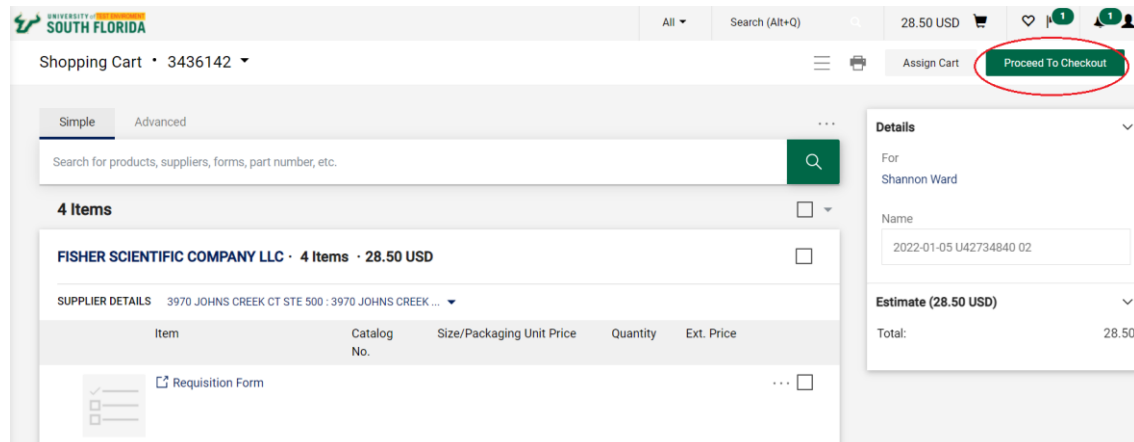 UNIVERSITY of TEST ENVIROMENT
SOUTH FLORIDA
All
Search (Alt+Q)
28.50 USD
1
1
Shopping Cart • 3436142
Assign Cart
Proceed To Checkout
Simple
Advanced
...
Search for products, suppliers, forms, part number, etc.
4 Items
FISHER SCIENTIFIC COMPANY LLC · 4 Items · 28.50 USD
SUPPLIER DETAILS 3970 JOHNS CREEK CT STE 500 : 3970 JOHNS CREEK ...
Item Catalog Size/Packaging Unit Price Quantity Ext. Price
No.
Requisition Form
...
Details
For
Shannon Ward
Name
2022-01-05 U42734840 02
Estimate (28.50 USD)
Total: 28.50